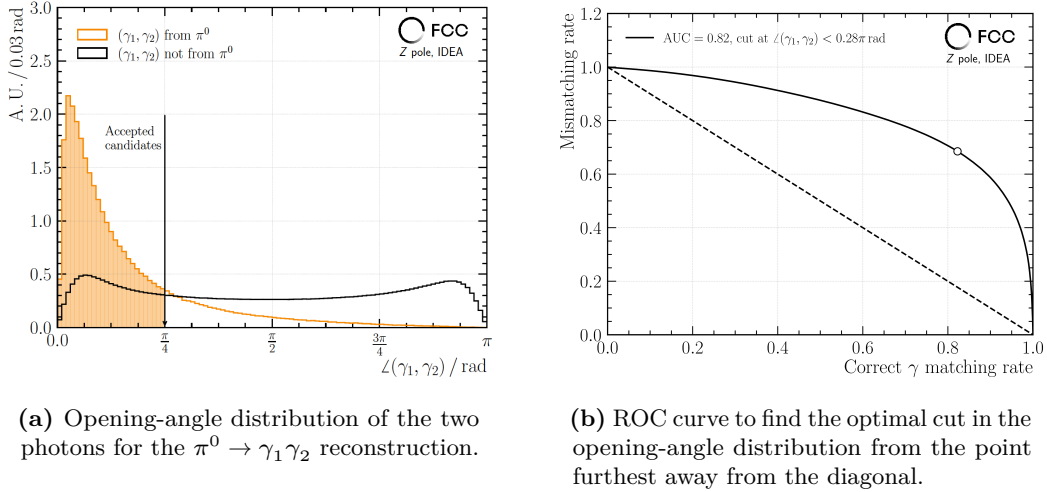 3.0
2.5
2.0
1.5
1.0
0.5
0.0
A. U. / 0.03 rad
(γ₁, γ₂) from π⁰
(γ₁, γ₂) not from π⁰
FCC
Z pole, IDEA
Accepted
candidates
0.0
π/4
π/2
3π/4
π
∠(γ₁, γ₂) / rad
1.2
1.0
0.8
0.6
0.4
0.2
0.0
Mismatching rate
AUC = 0.82, cut at ∠(γ₁, γ₂) < 0.28π rad
FCC
Z pole, IDEA
0.0
0.2
0.4
0.6
0.8
1.0
Correct γ matching rate
(a) Opening-angle distribution of the two
photons for the π⁰ → γ₁γ₂ reconstruction.
(b) ROC curve to find the optimal cut in the
opening-angle distribution from the point
furthest away from the diagonal.